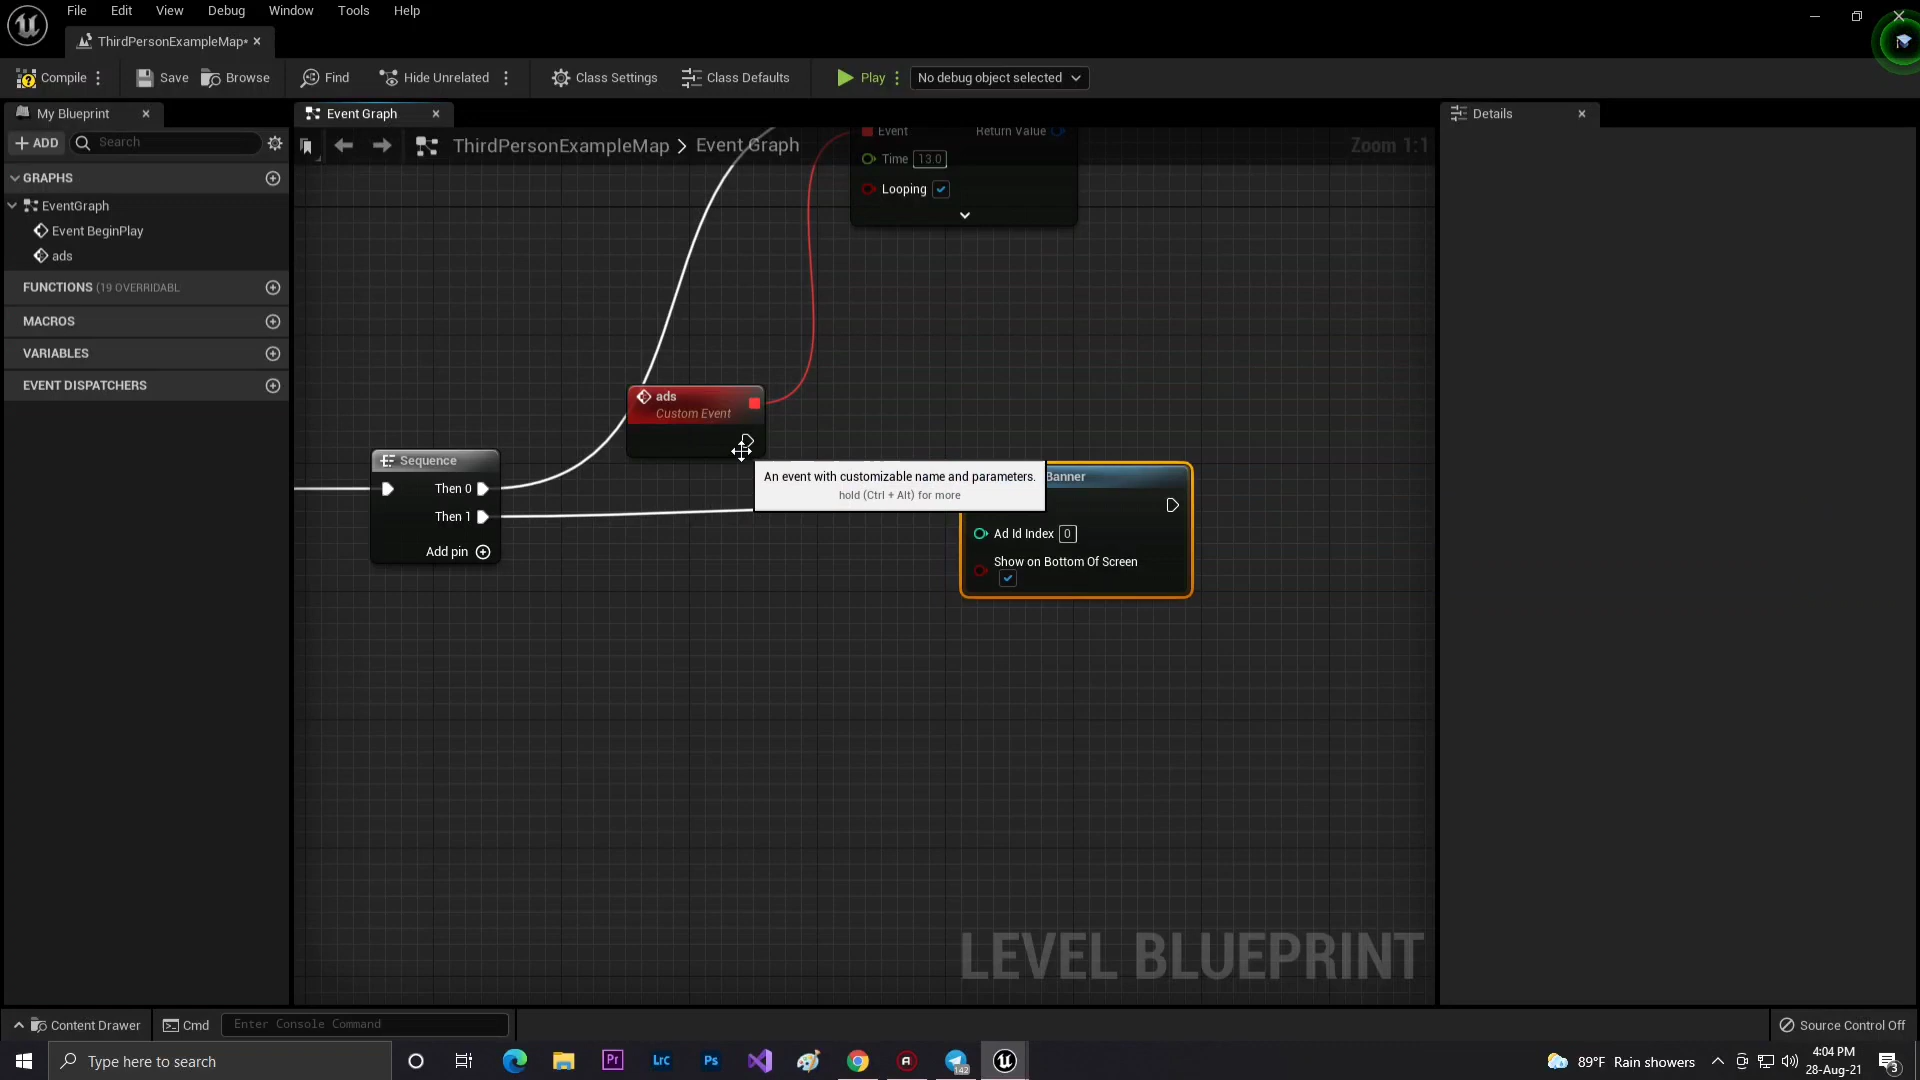 File Edit View Debug Window Tools Help
ThirdPersonExampleMap*
Compile Save Browse Find Hide Unrelated Class Settings Class Defaults Play No debug object selected
My Blueprint
Event Graph
Details
ADD Search
ThirdPersonExampleMap > Event Graph
Zoom 1:1
GRAPHS
EventGraph
Event BeginPlay
ads
FUNCTIONS (19 OVERRIDABL
MACROS
VARIABLES
EVENT DISPATCHERS
Event Return Value
Time 13.0
Looping
ads
Custom Event
Sequence
Then 0
Then 1
Add pin
An event with customizable name and parameters.
hold (Ctrl + Alt) for more
Banner
Ad Id Index 0
Show on Bottom Of Screen
LEVEL BLUEPRINT
Content Drawer Cmd Enter Console Command
Source Control Off
Type here to search
Pr
Lrc
Ps
142
89°F Rain showers
4:04 PM
28-Aug-21
3